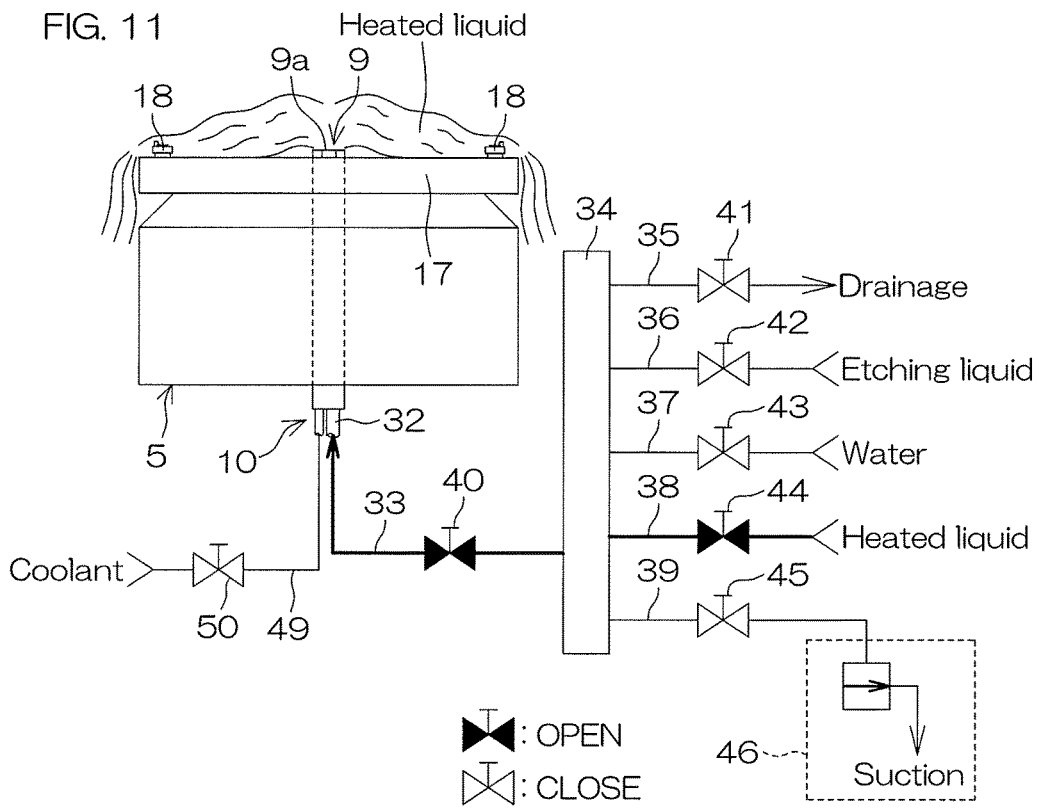 FIG. 11
Heated liquid
9a
9
18
18
17
34
35
41
Drainage
36
42
Etching liquid
5
10
32
37
43
Water
33
40
38
44
Heated liquid
Coolant
50
49
39
45
46
Suction
: OPEN
: CLOSE